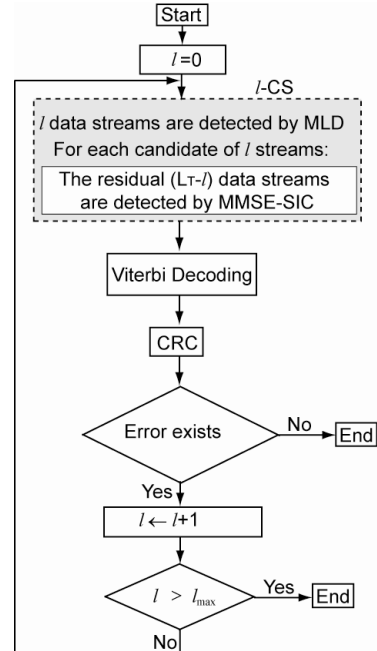 Start
l=0
l-CS
l data streams are detected by MLD
For each candidate of l streams:
The residual (LT-l) data streams
are detected by MMSE-SIC
Viterbi Decoding
CRC
Error exists
No
End
Yes
l ← l+1
l > lmax
Yes
End
No